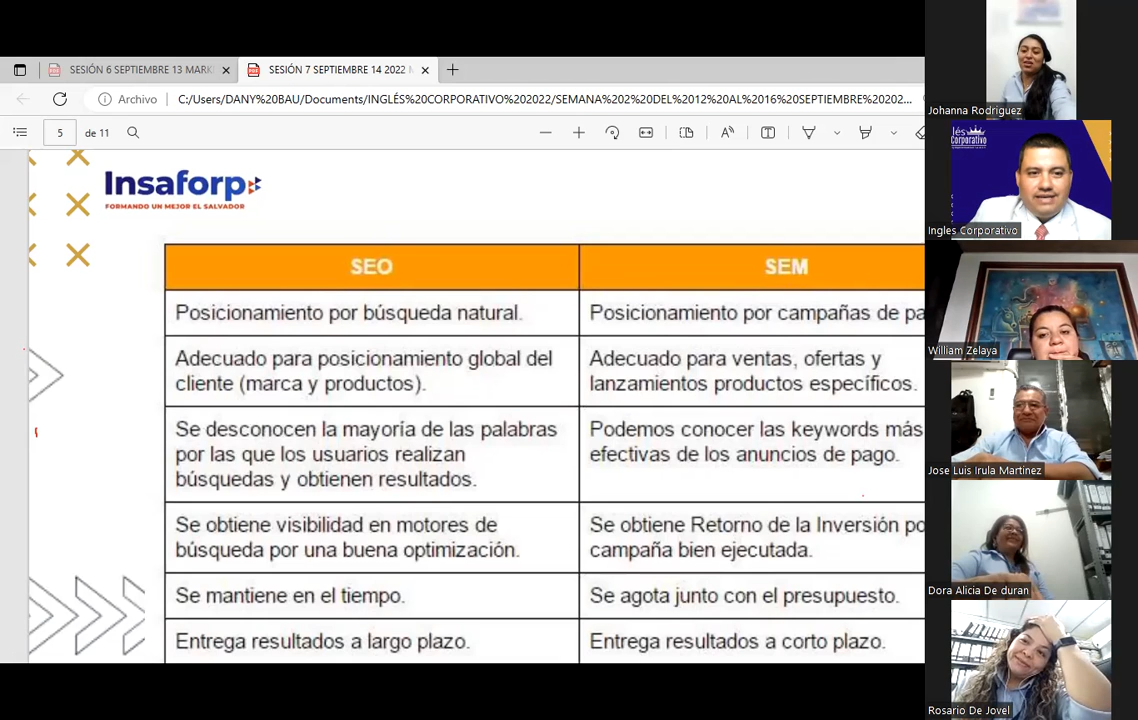 SESIÓN 6 SEPTIEMBRE 13 MARK
SESIÓN 7 SEPTIEMBRE 14 2022
Archivo
C:/Users/DANY%20BAU/Documents/INGLÉS%20CORPORATIVO%202022/SEMANA%202%20DEL%2012%20AL%2016%20SEPTIEMBRE%20202...
5 de 11
Insaforp
FORMANDO UN MEJOR EL SALVADOR
SEO
SEM
Posicionamiento por búsqueda natural.
Posicionamiento por campañas de pa
Adecuado para posicionamiento global del
cliente (marca y productos).
Adecuado para ventas, ofertas y
lanzamientos productos específicos.
Se desconocen la mayoría de las palabras
por las que los usuarios realizan
búsquedas y obtienen resultados.
Podemos conocer las keywords más
efectivas de los anuncios de pago.
Se obtiene visibilidad en motores de
búsqueda por una buena optimización.
Se obtiene Retorno de la Inversión po
campaña bien ejecutada.
Se mantiene en el tiempo.
Se agota junto con el presupuesto.
Entrega resultados a largo plazo.
Entrega resultados a corto plazo.
Johanna Rodriguez
lés
Corporativo
Ingles Corporativo
William Zelaya
Jose Luis Irula Martinez
Dora Alicia De duran
Rosario De Jovel